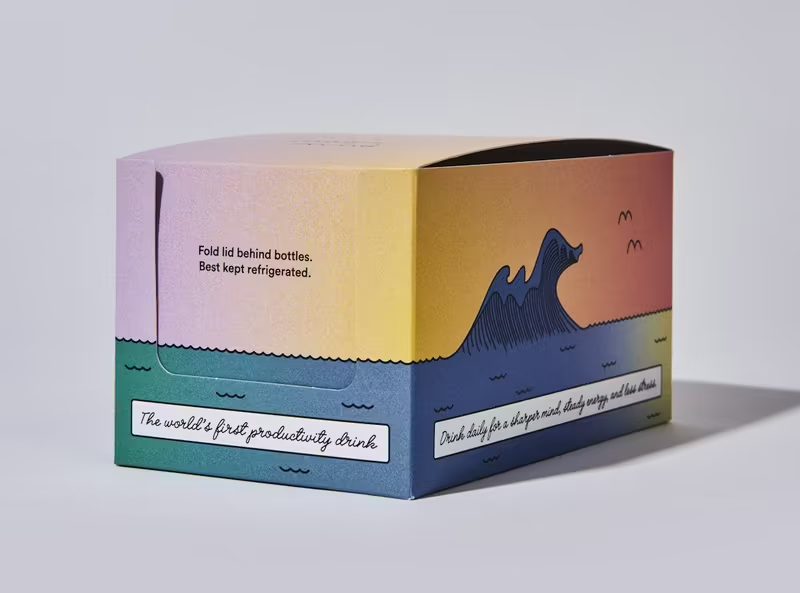 Fold lid behind bottles.
Best kept refrigerated.
The world's first productivity drink
Drink daily for a sharper mind, steady energy, and less stress.